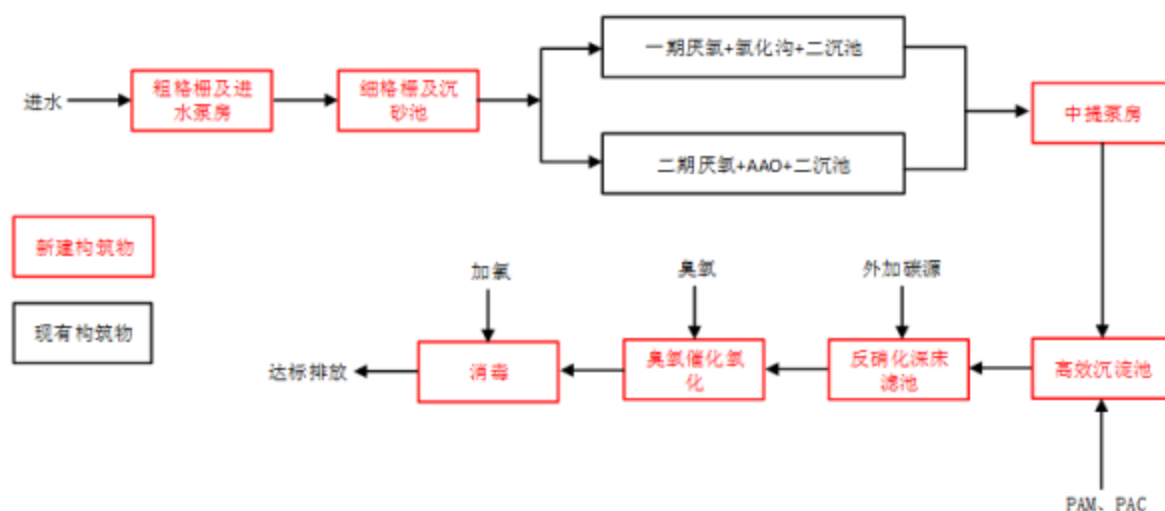 一期厌氧+氧化沟+二沉池
进水
粗格栅及进
水泵房
细格栅及沉
砂池
中提泵房
二期厌氧+AAO+二沉池
新建构筑物
现有构筑物
加氯
臭氧
外加碳源
达标排放
消毒
臭氧催化氧
化
反硝化深床
滤池
高效沉淀池
PAM、PAC